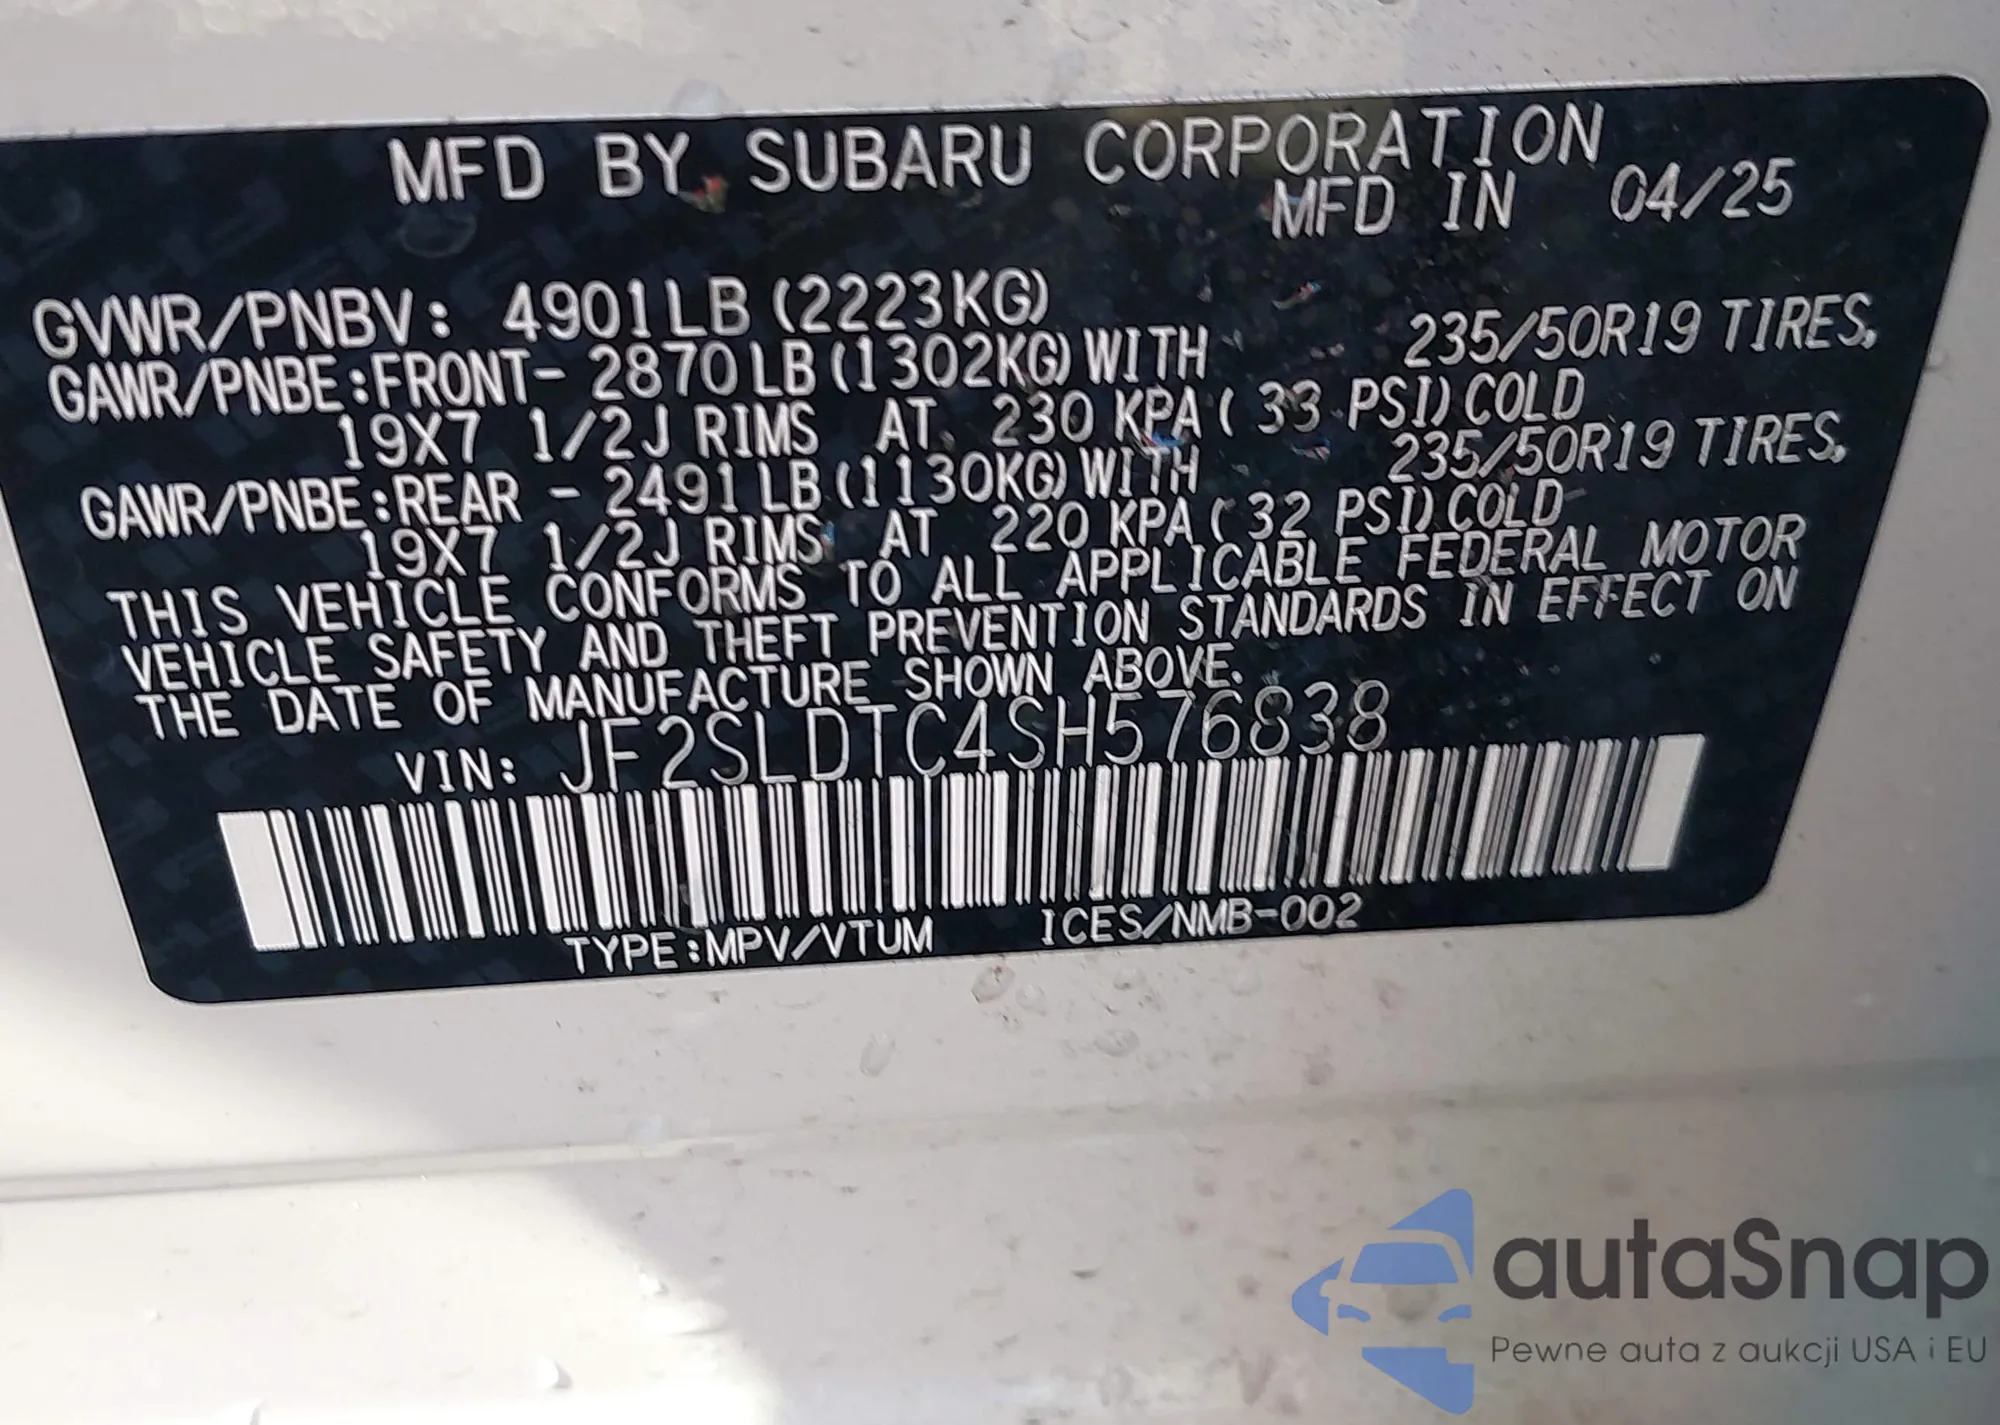 MFD BY SUBARU CORPORATION
MFD IN 04/25
GVWR/PNBV: 4901LB (2223KG)
GAWR/PNBE:FRONT- 2870LB(1302KG)WITH 235/50R19 TIRES,
19X7 1/2J RIMS AT 230 KPA( 33 PSI)COLD
GAWR/PNBE:REAR - 2491LB(1130KG)WITH 235/50R19 TIRES,
19X7 1/2J RIMS AT 220 KPA( 32 PSI)COLD
THIS VEHICLE CONFORMS TO ALL APPLICABLE FEDERAL MOTOR
VEHICLE SAFETY AND THEFT PREVENTION STANDARDS IN EFFECT ON
THE DATE OF MANUFACTURE SHOWN ABOVE.
VIN: JF2SLDTC4SH576838
TYPE:MPV/VTUM ICES/NMB-002
autaSnap
Pewne auta z aukcji USA i EU